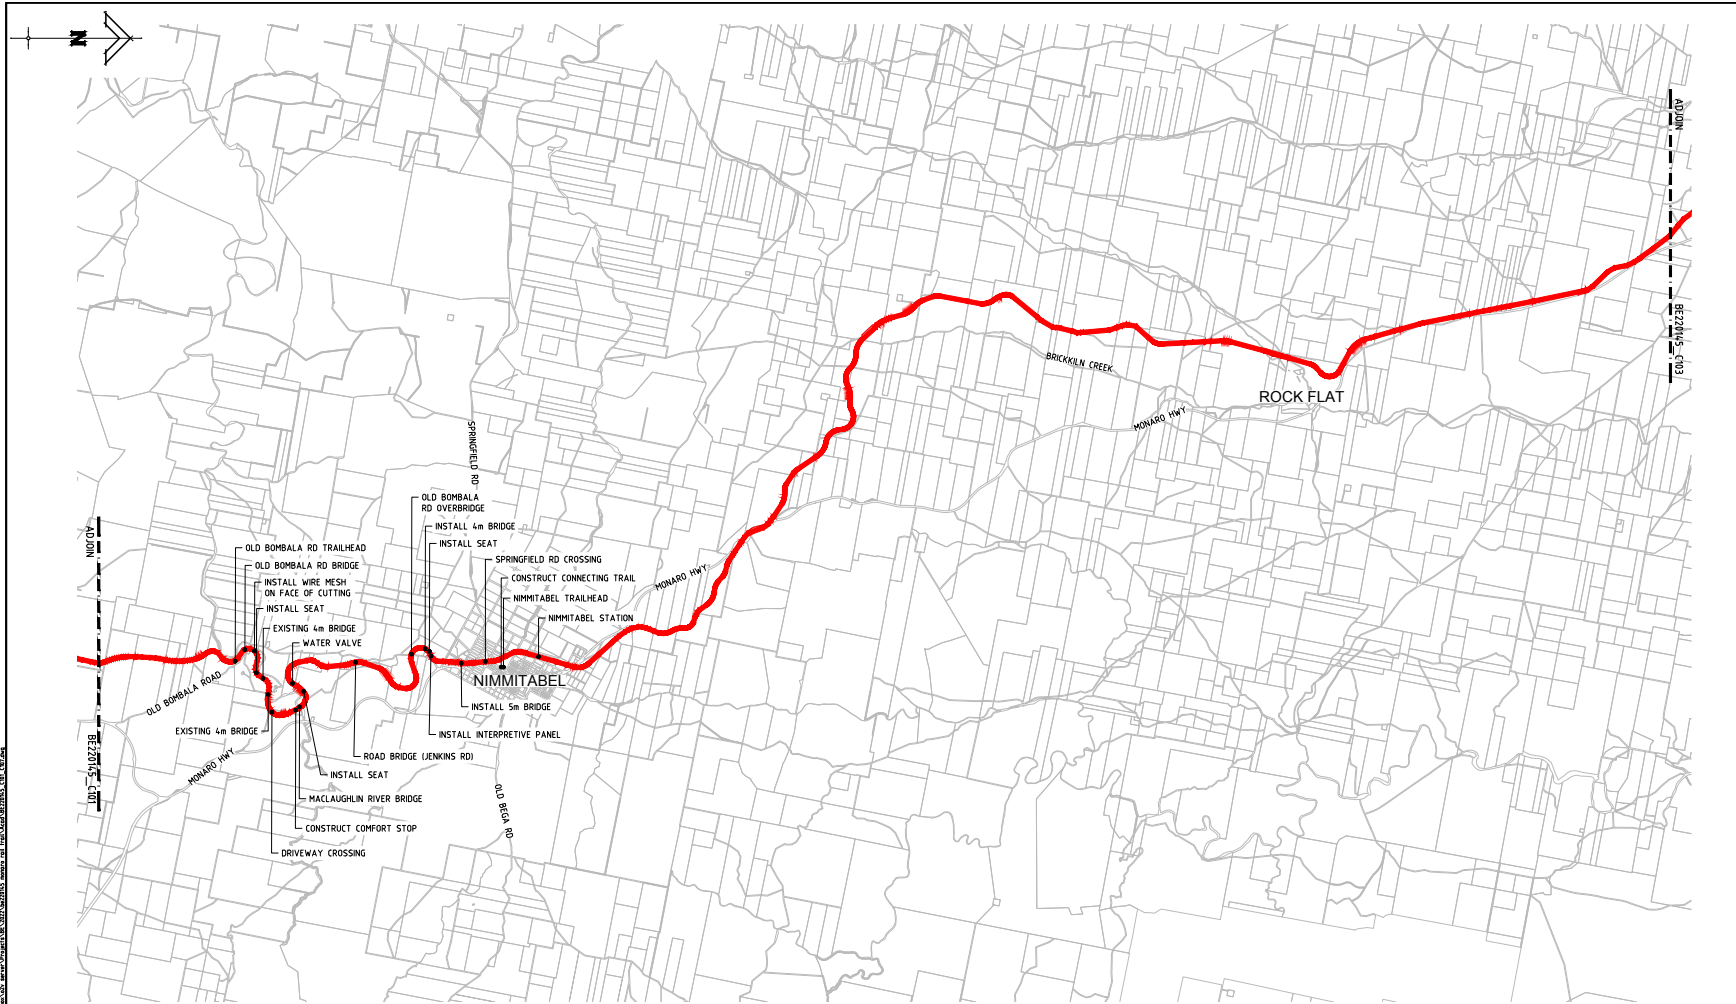 N
ADJOIN
BE220145_C103
BRICKKILN CREEK
ROCK FLAT
MONARO HWY
SPRINGFIELD RD
OLD BOMBALA
RD OVERBRIDGE
INSTALL 4m BRIDGE
INSTALL SEAT
SPRINGFIELD RD CROSSING
CONSTRUCT CONNECTING TRAIL
NIMMITABEL TRAILHEAD
NIMMITABEL STATION
MONARO HWY
ADJOIN
BE220145_C101
OLD BOMBALA RD TRAILHEAD
OLD BOMBALA RD BRIDGE
INSTALL WIRE MESH
ON FACE OF CUTTING
INSTALL SEAT
EXISTING 4m BRIDGE
WATER VALVE
OLD BOMBALA ROAD
NIMMITABEL
INSTALL 5m BRIDGE
EXISTING 4m BRIDGE
INSTALL INTERPRETIVE PANEL
ROAD BRIDGE (JENKINS RD)
MONARO HWY
INSTALL SEAT
MACLAUGHLIN RIVER BRIDGE
OLD BEGA RD
CONSTRUCT COMFORT STOP
DRIVEWAY CROSSING